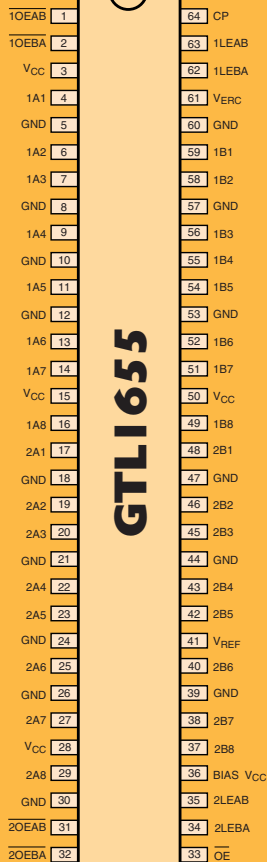 1OEAB 1 64 CP
1OEBA 2 63 1LEAB
VCC 3 62 1LEBA
1A1 4 61 VERC
GND 5 60 GND
1A2 6 59 1B1
1A3 7 58 1B2
GND 8 57 GND
1A4 9 56 1B3
GND 10 55 1B4
1A5 11 54 1B5
GND 12 53 GND
1A6 13 52 1B6
1A7 14 51 1B7
VCC 15 50 VCC
1A8 16 49 1B8
2A1 17 48 2B1
GND 18 47 GND
2A2 19 46 2B2
2A3 20 45 2B3
GND 21 44 GND
2A4 22 43 2B4
2A5 23 42 2B5
GND 24 41 VREF
2A6 25 40 2B6
GND 26 39 GND
2A7 27 38 2B7
VCC 28 37 2B8
2A8 29 36 BIAS VCC
GND 30 35 2LEAB
2OEAB 31 34 2LEBA
2OEBA 32 33 OE
GTL1655